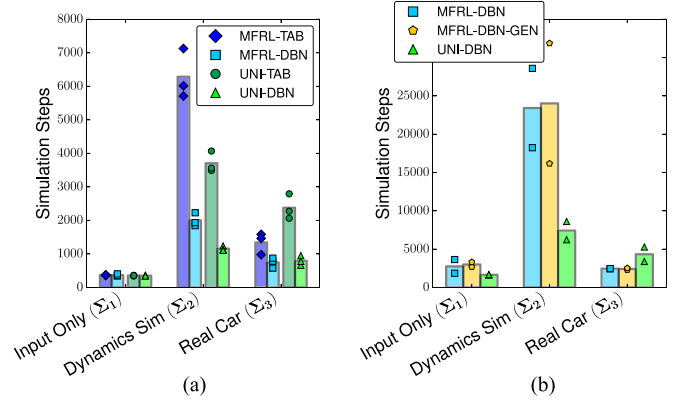 8000
7000
6000
5000
4000
3000
2000
1000
0
Simulation Steps
MFRL-TAB
MFRL-DBN
UNI-TAB
UNI-DBN
Input Only (Σ1)
Dynamics Sim (Σ2)
Real Car (Σ3)
(a)
25000
20000
15000
10000
5000
0
Simulation Steps
MFRL-DBN
MFRL-DBN-GEN
UNI-DBN
Input Only (Σ1)
Dynamics Sim (Σ2)
Real Car (Σ3)
(b)